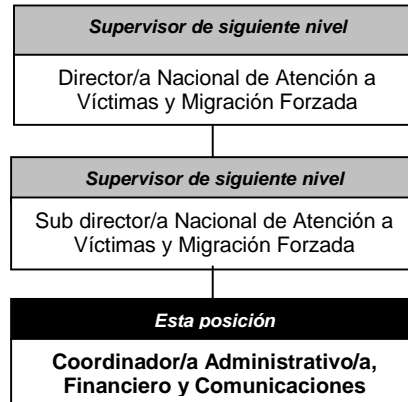 Supervisor de siguiente nivel
Director/a Nacional de Atención a
Víctimas y Migración Forzada
Supervisor de siguiente nivel
Sub director/a Nacional de Atención a
Víctimas y Migración Forzada
Esta posición
Coordinador/a Administrativo/a,
Financiero y Comunicaciones